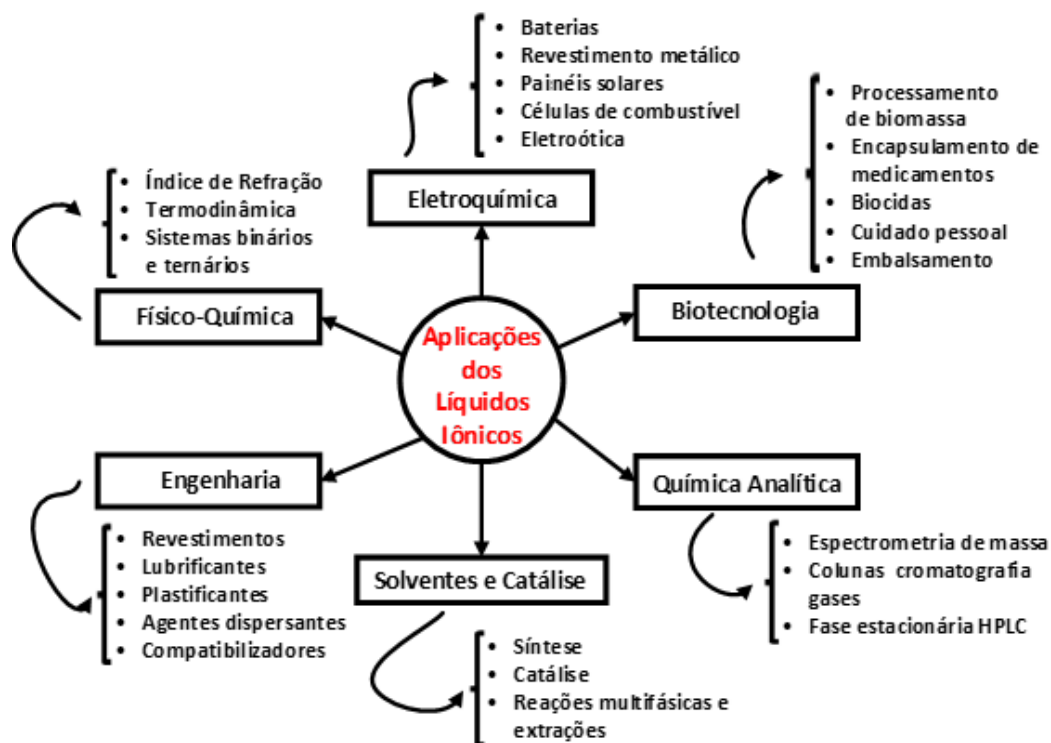 • Baterias
• Revestimento metálico
• Painéis solares
• Células de combustível
• Eletroótica
Eletroquímica
• Processamento
de biomassa
• Encapsulamento de
medicamentos
• Biocidas
• Cuidado pessoal
• Embalsamento
Biotecnologia
• Índice de Refração
• Termodinâmica
• Sistemas binários
e ternários
Físico-Química
Aplicações
dos
Líquidos
Iônicos
Engenharia
• Revestimentos
• Lubrificantes
• Plastificantes
• Agentes dispersantes
• Compatibilizadores
Solventes e Catálise
• Síntese
• Catálise
• Reações multifásicas e
extrações
Química Analítica
• Espectrometria de massa
• Colunas cromatografia
gases
• Fase estacionária HPLC